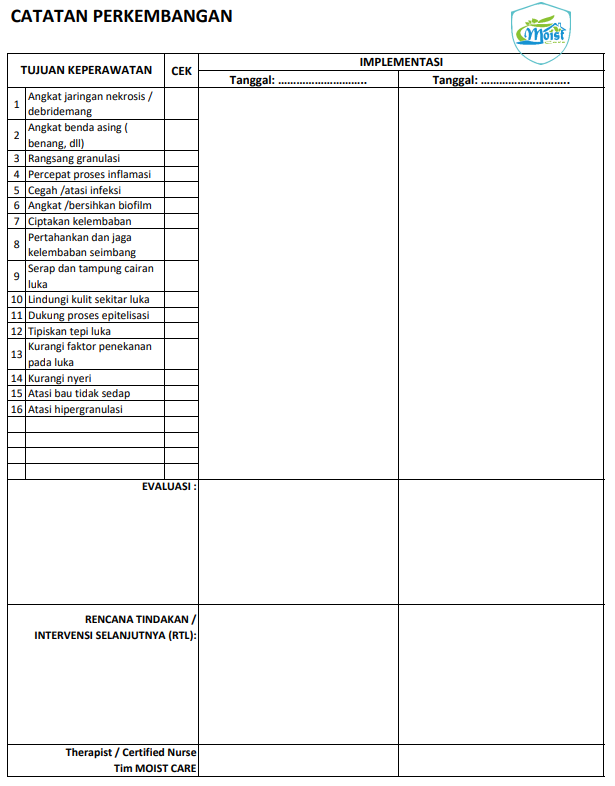 CATATAN PERKEMBANGAN
Moist
TUJUAN KEPERAWATAN
CEK
IMPLEMENTASI
Tanggal: ………………………..
Tanggal: ………………………..
1 Angkat jaringan nekrosis /
debridemang
2 Angkat benda asing (
benang, dll)
3 Rangsang granulasi
4 Percepat proses inflamasi
5 Cegah /atasi infeksi
6 Angkat /bersihkan biofilm
7 Ciptakan kelembaban
8 Pertahankan dan jaga
kelembaban seimbang
9 Serap dan tampung cairan
luka
10 Lindungi kulit sekitar luka
11 Dukung proses epitelisasi
12 Tipiskan tepi luka
13 Kurangi faktor penekanan
pada luka
14 Kurangi nyeri
15 Atasi bau tidak sedap
16 Atasi hipergranulasi
EVALUASI :
RENCANA TINDAKAN /
INTERVENSI SELANJUTNYA (RTL):
Therapist / Certified Nurse
Tim MOIST CARE